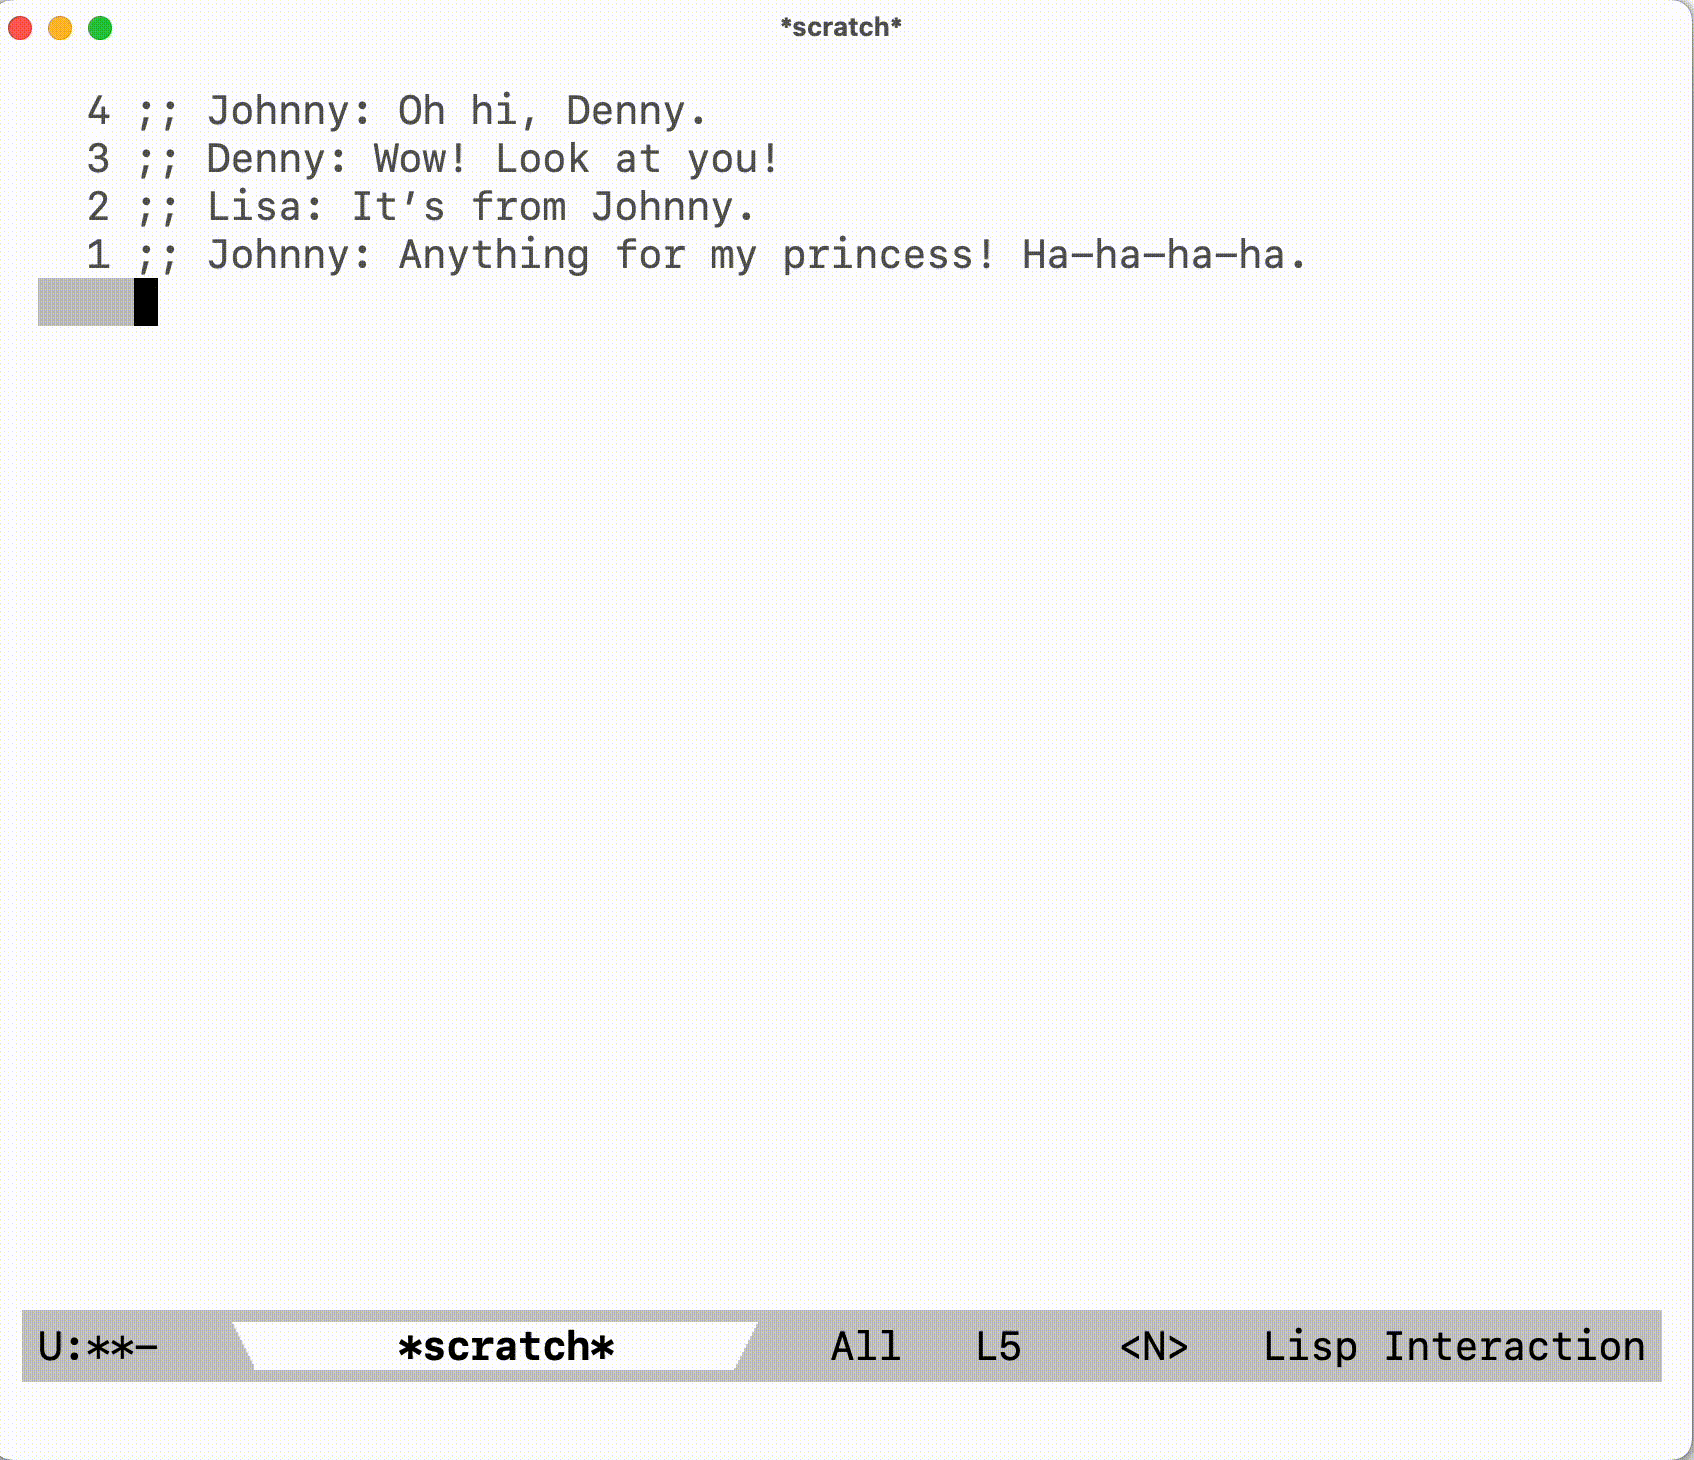 *scratch*
4 ;; Johnny: Oh hi, Denny.
3 ;; Denny: Wow! Look at you!
2 ;; Lisa: It’s from Johnny.
1 ;; Johnny: Anything for my princess! Ha-ha-ha-ha.
U:**- *scratch* All L5 <N> Lisp Interaction